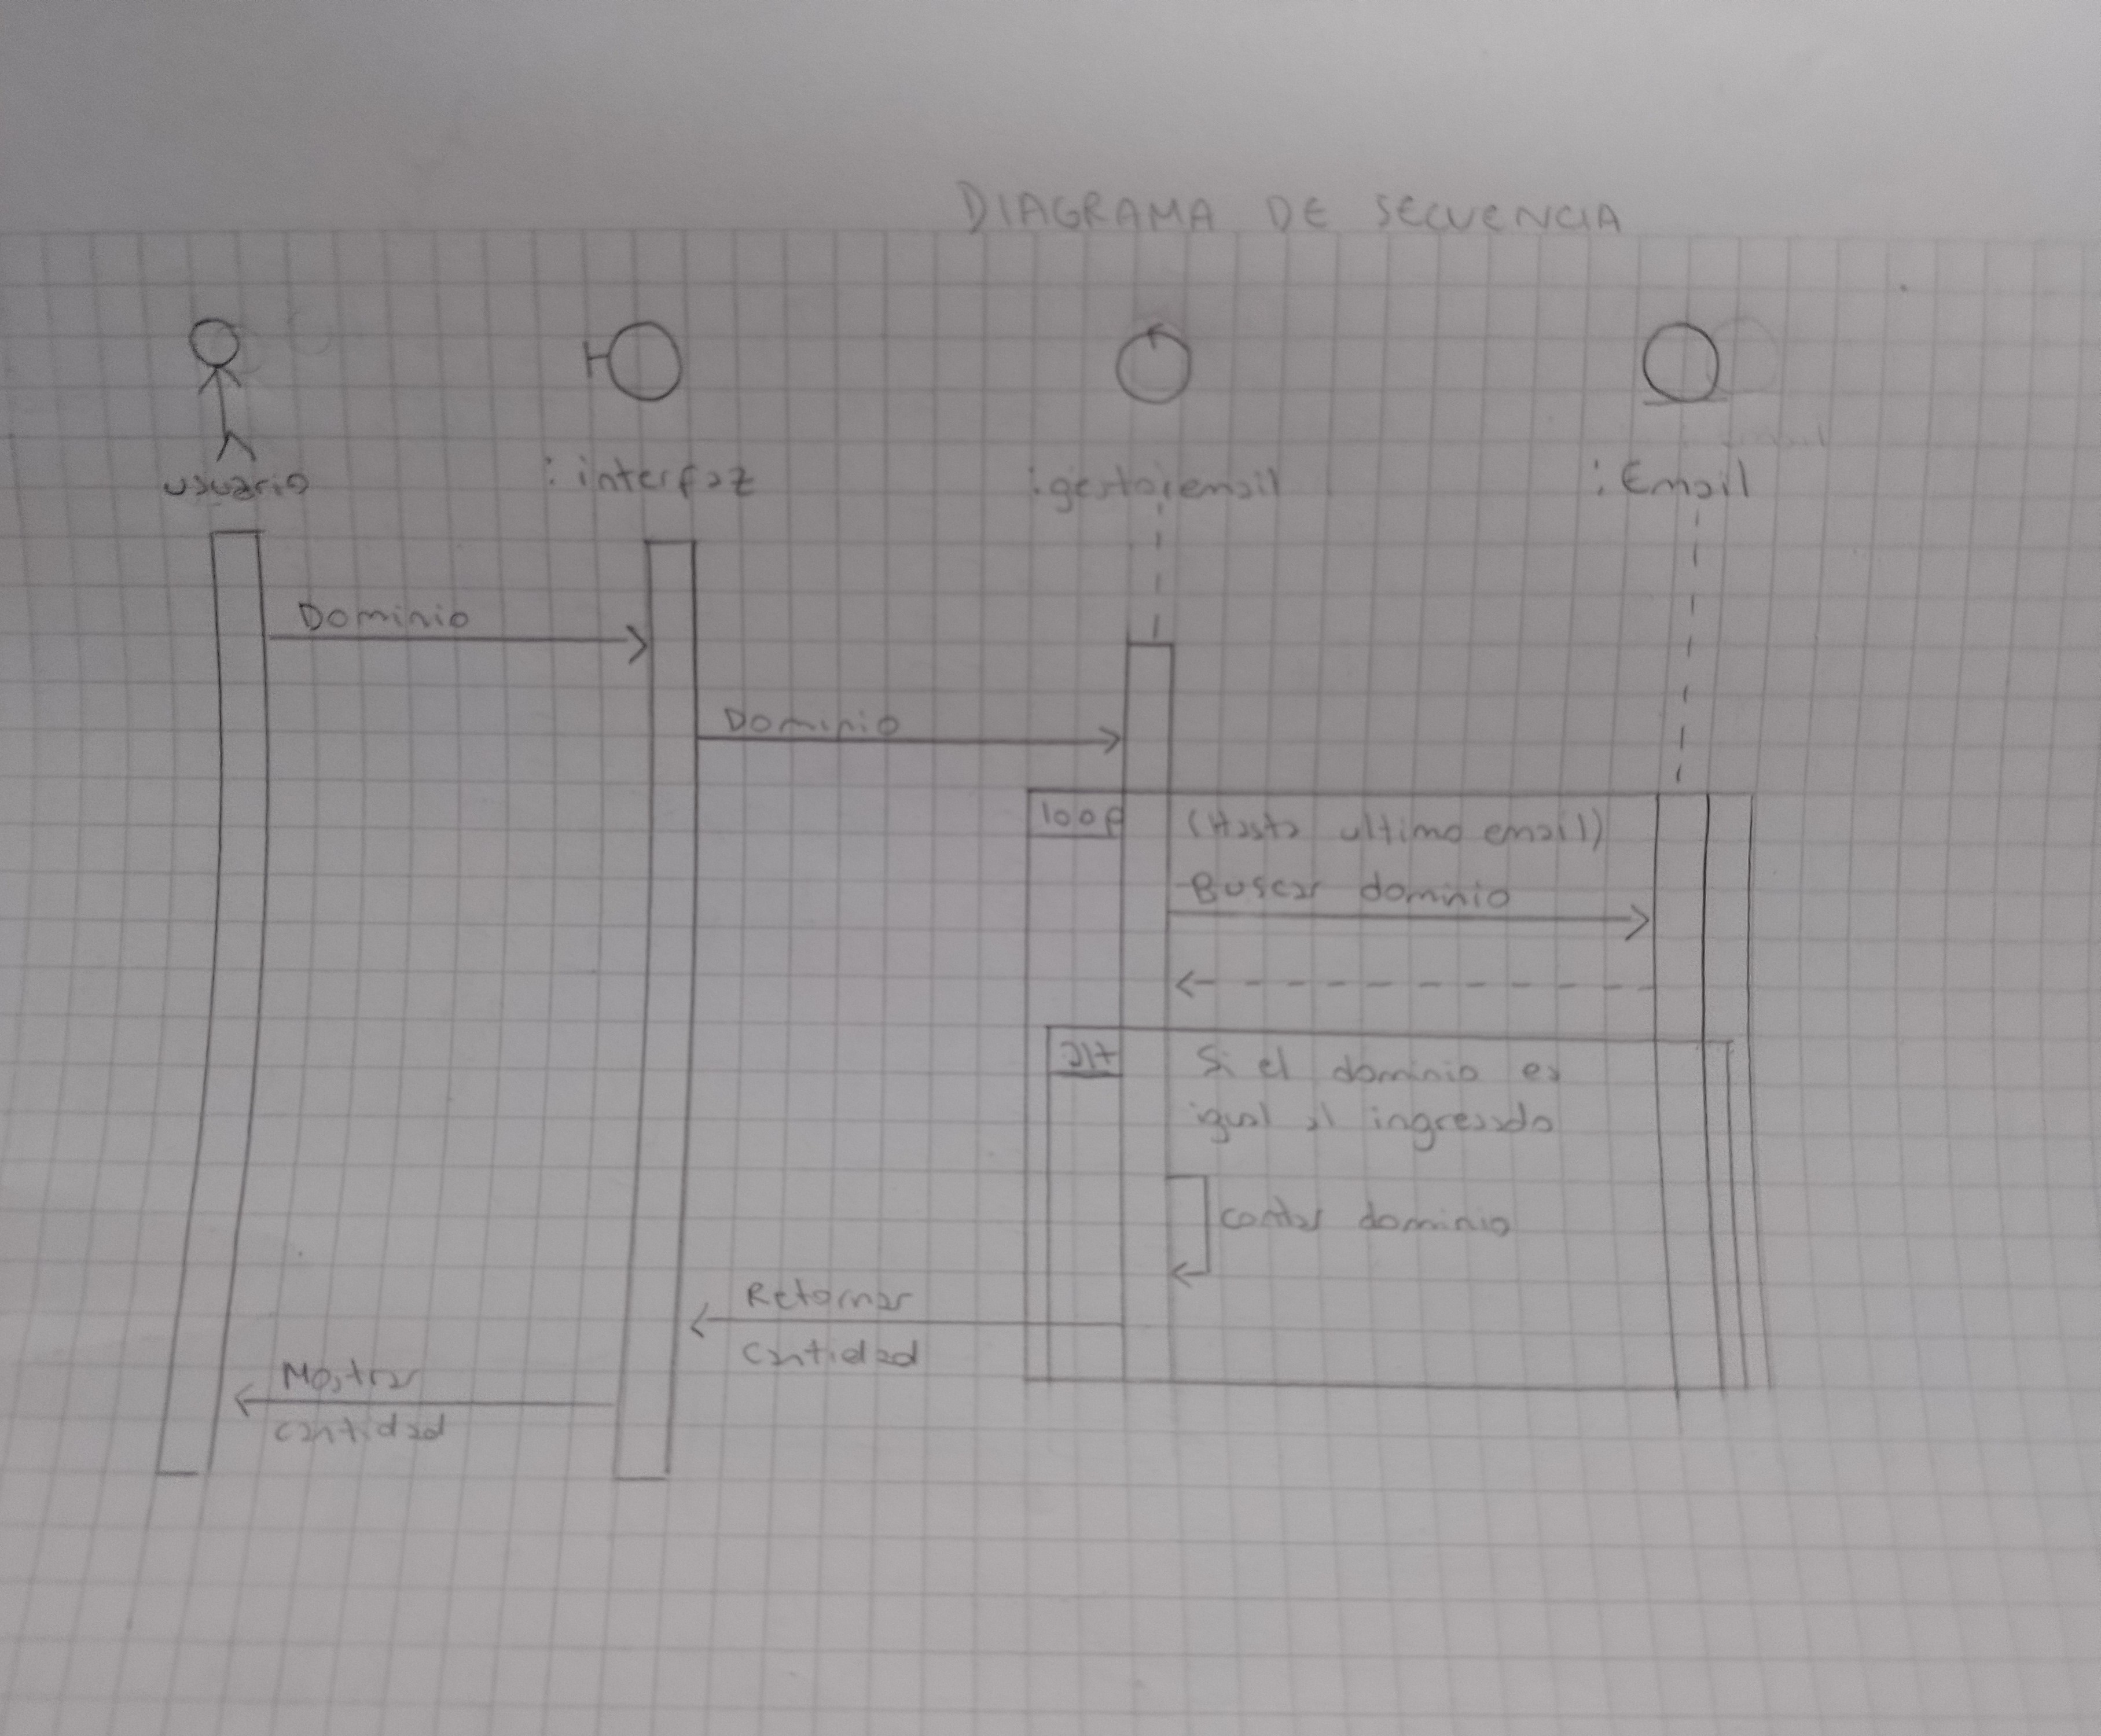 DIAGRAMA DE SECUENCIA
usuario
: interfaz
:gestoremail
: Email
Dominio
Dominio
loop
(Hasta ultimo email)
Buscar dominio
alt
Si el dominio es
igual al ingresado
contar dominio
Retornar
cantidad
Mostrar
cantidad